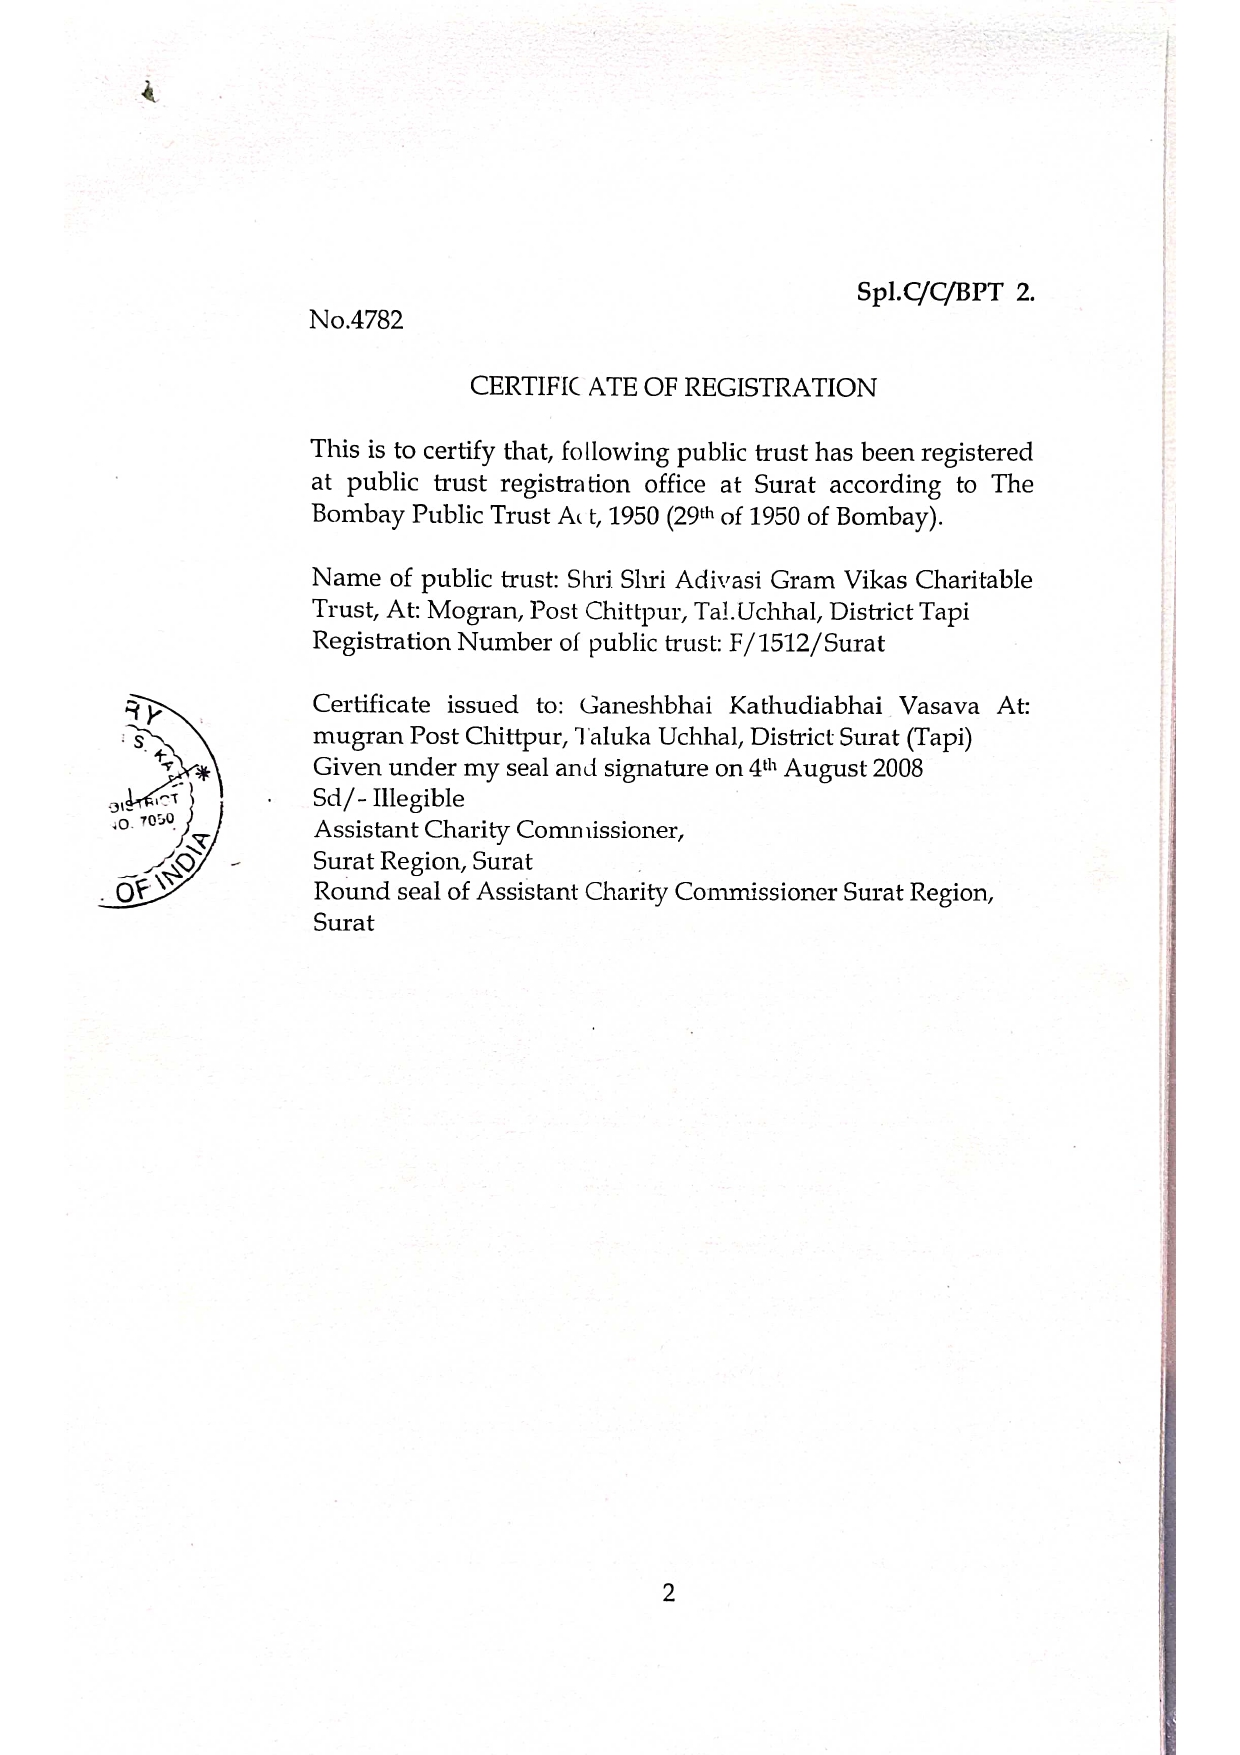 Spl.C/C/BPT 2.
No.4782
CERTIFICATE OF REGISTRATION
This is to certify that, following public trust has been registered
at public trust registration office at Surat according to The
Bombay Public Trust Act, 1950 (29th of 1950 of Bombay).
Name of public trust: Shri Shri Adivasi Gram Vikas Charitable
Trust, At: Mogran, Post Chittpur, Tal.Uchhal, District Tapi
Registration Number of public trust: F/1512/Surat
Certificate issued to: Ganeshbhai Kathudiabhai Vasava At:
mugran Post Chittpur, Taluka Uchhal, District Surat (Tapi)
Given under my seal and signature on 4th August 2008
Sd/- Illegible
Assistant Charity Commissioner,
Surat Region, Surat
Round seal of Assistant Charity Commissioner Surat Region,
Surat
RY
S. KA
DISTRICT
NO. 7050
OF INDIA
2